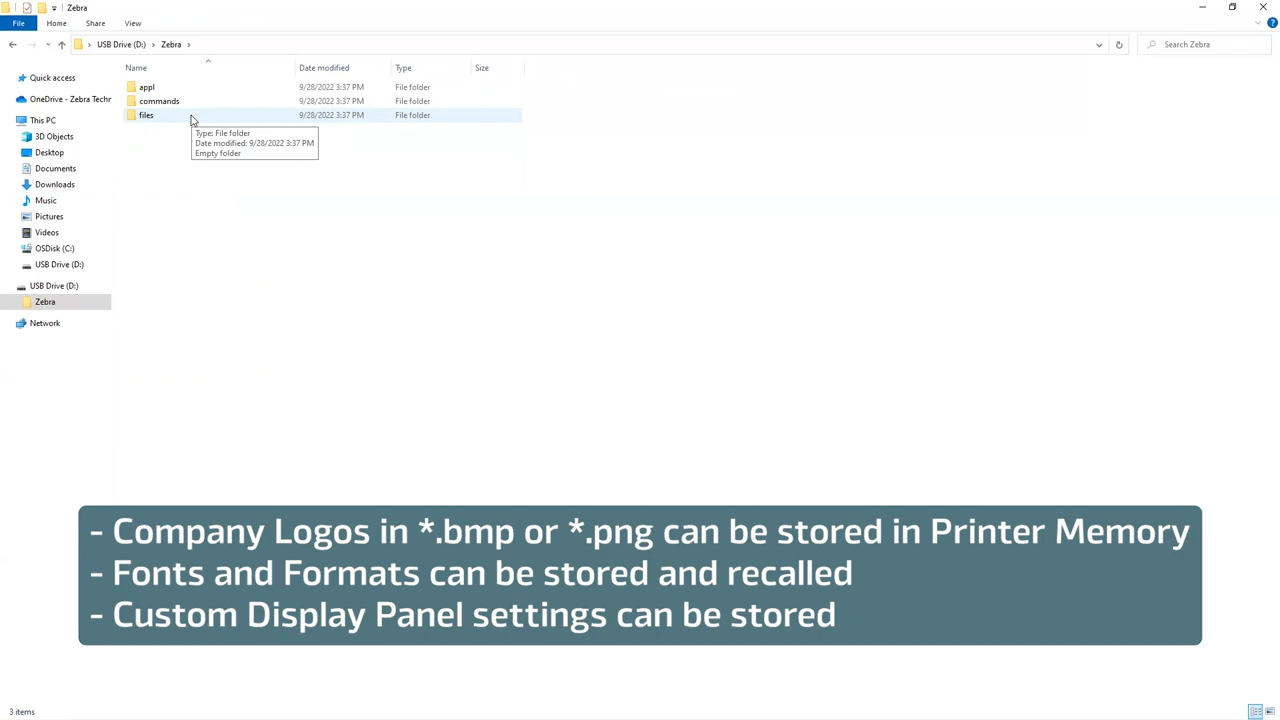 Zebra
File Home Share View
USB Drive (D:) Zebra Search Zebra
Name Date modified Type Size
appl 9/28/2022 3:37 PM File folder
commands 9/28/2022 3:37 PM File folder
files 9/28/2022 3:37 PM File folder
Type: File folder
Date modified: 9/28/2022 3:37 PM
Empty folder
Quick access
OneDrive - Zebra Techr
This PC
3D Objects
Desktop
Documents
Downloads
Music
Pictures
Videos
OSDisk (C:)
USB Drive (D:)
USB Drive (D:)
Zebra
Network
- Company Logos in *.bmp or *.png can be stored in Printer Memory
- Fonts and Formats can be stored and recalled
- Custom Display Panel settings can be stored
3 items